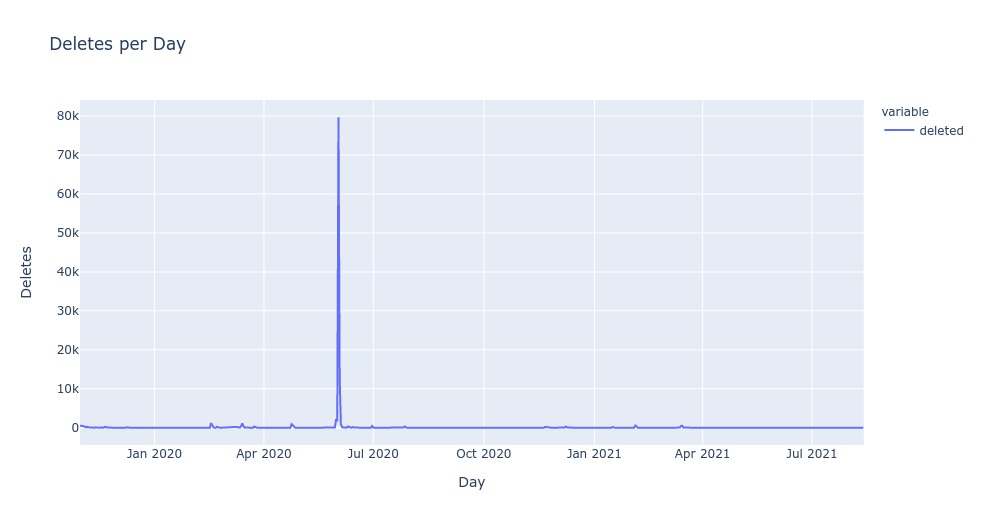 Deletes per Day
variable
deleted
80k
70k
60k
50k
40k
30k
20k
10k
0
Deletes
Jan 2020 Apr 2020 Jul 2020 Oct 2020 Jan 2021 Apr 2021 Jul 2021
Day